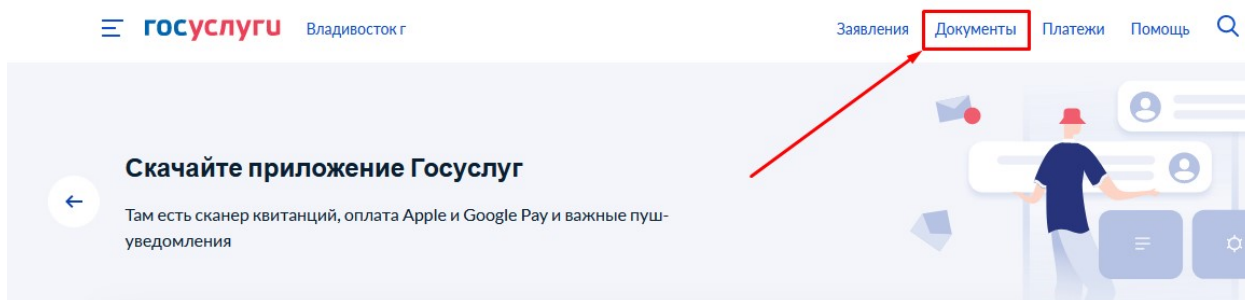 госуслуги Владивосток г Заявления Документы Платежи Помощь
Скачайте приложение Госуслуг
Там есть сканер квитанций, оплата Apple и Google Pay и важные пуш-
уведомления